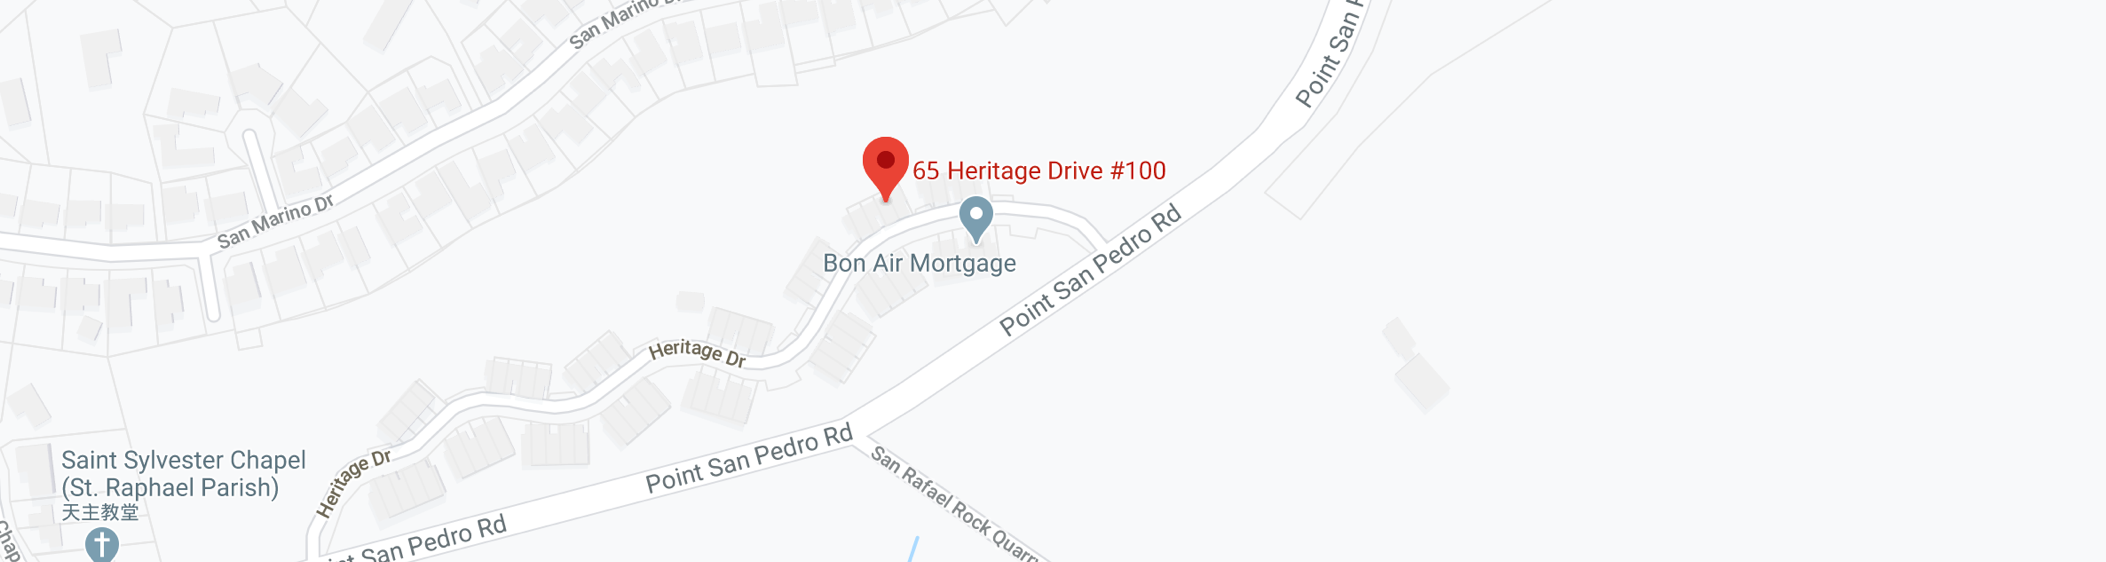 San Marino Dr
Point San
65 Heritage Drive #100
San Marino Dr
Point San Pedro Rd
Bon Air Mortgage
Heritage Dr
Point San Pedro Rd
Heritage Dr
San Rafael Rock Quarry
Saint Sylvester Chapel
(St. Raphael Parish)
天主教堂
San Pedro Rd